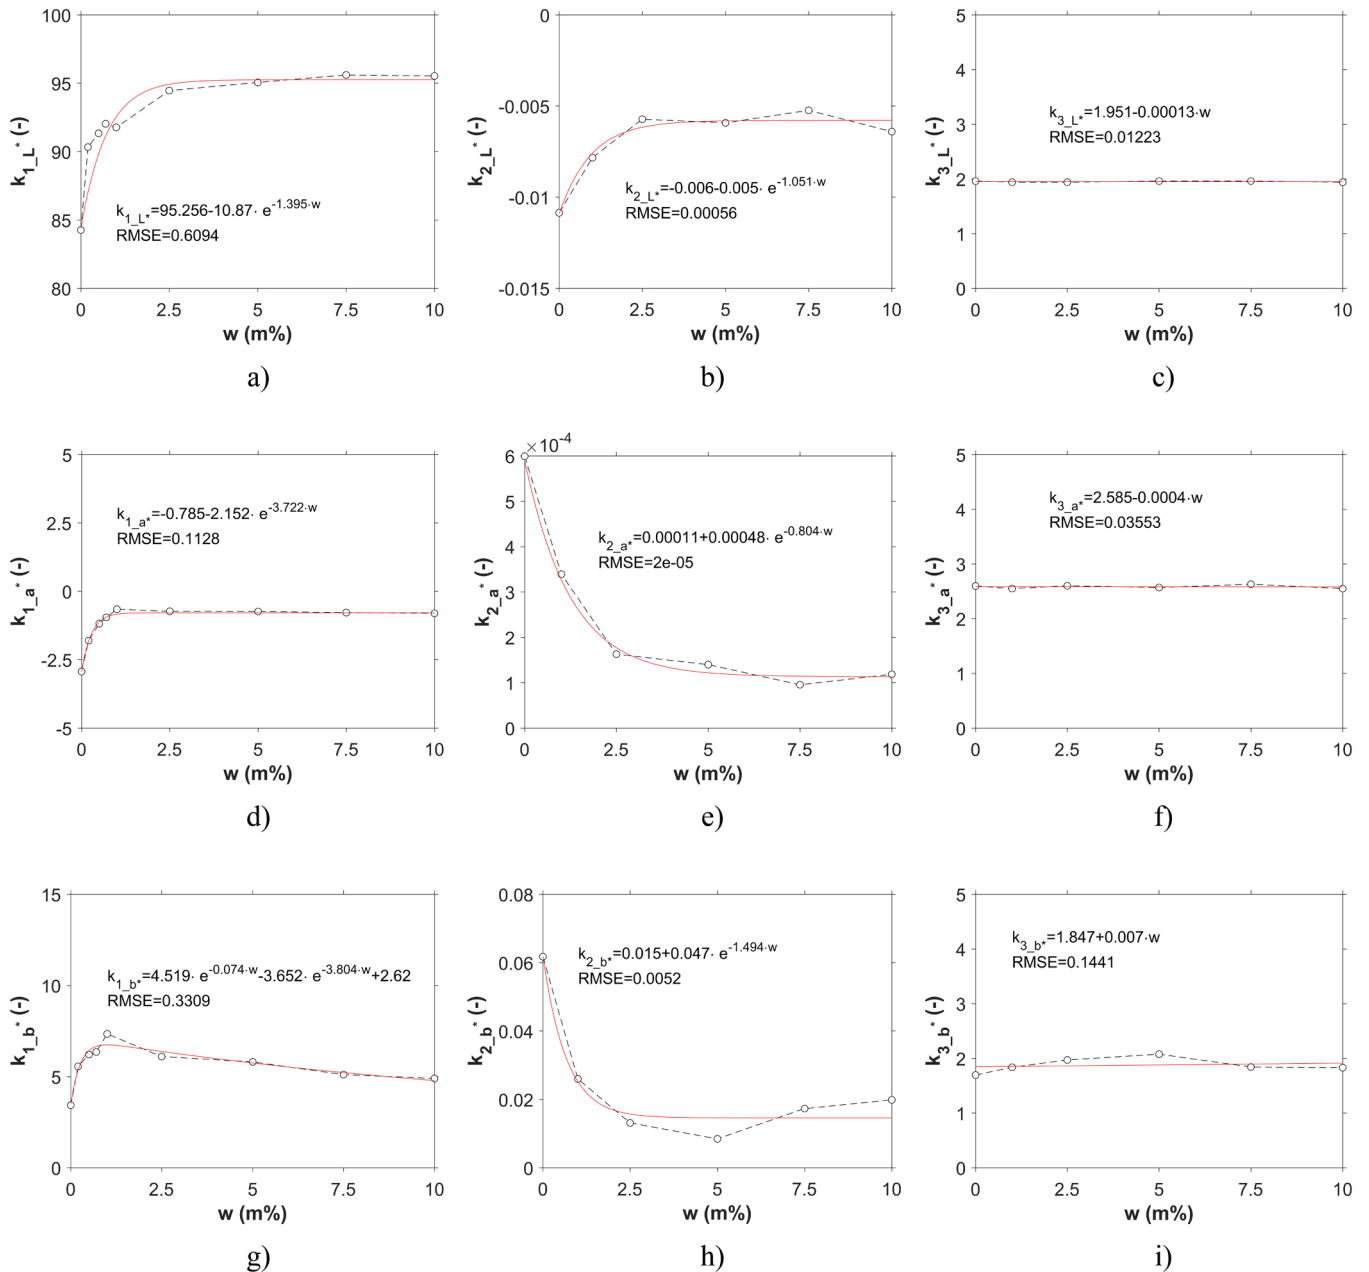 100
95
90
85
80
k1_L* (-)
k1_L*=95.256-10.87· e-1.395·w
RMSE=0.6094
0 2.5 5 7.5 10
w (m%)
a)
0
-0.005
-0.01
-0.015
k2_L* (-)
k2_L*=-0.006-0.005· e-1.051·w
RMSE=0.00056
0 2.5 5 7.5 10
w (m%)
b)
5
4
3
2
1
0
k3_L* (-)
k3_L*=1.951-0.00013·w
RMSE=0.01223
0 2.5 5 7.5 10
w (m%)
c)
5
2.5
0
-2.5
-5
k1_a* (-)
k1_a*=-0.785-2.152· e-3.722·w
RMSE=0.1128
0 2.5 5 7.5 10
w (m%)
d)
×10-4
6
5
4
3
2
1
0
k2_a* (-)
k2_a*=0.00011+0.00048· e-0.804·w
RMSE=2e-05
0 2.5 5 7.5 10
w (m%)
e)
5
4
3
2
1
0
k3_a* (-)
k3_a*=2.585-0.0004·w
RMSE=0.03553
0 2.5 5 7.5 10
w (m%)
f)
15
10
5
0
k1_b* (-)
k1_b*=4.519· e-0.074·w-3.652· e-3.804·w+2.62
RMSE=0.3309
0 2.5 5 7.5 10
w (m%)
g)
0.08
0.06
0.04
0.02
0
k2_b* (-)
k2_b*=0.015+0.047· e-1.494·w
RMSE=0.0052
0 2.5 5 7.5 10
w (m%)
h)
5
4
3
2
1
0
k3_b* (-)
k3_b*=1.847+0.007·w
RMSE=0.1441
0 2.5 5 7.5 10
w (m%)
i)